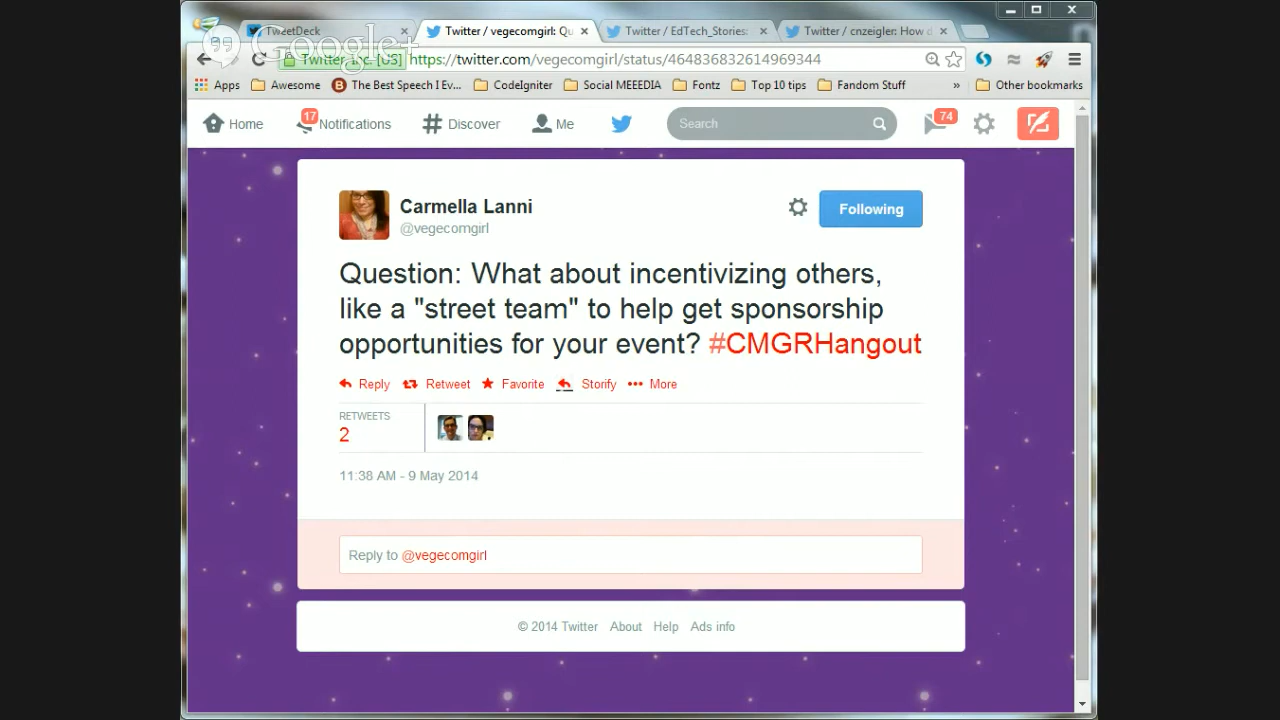 TweetDeck
Twitter / vegecomgirl: Qu
Twitter / EdTech_Stories:
Twitter / cnzeigler: How d
Google+
Twitter, Inc. [US]
https://twitter.com/vegecomgirl/status/464836832614969344
Apps
Awesome
The Best Speech I Ev...
CodeIgniter
Social MEEEDIA
Fontz
Top 10 tips
Fandom Stuff
»
Other bookmarks
Home
17
Notifications
Discover
Me
Search
74
Carmella Lanni
@vegecomgirl
Following
Question: What about incentivizing others,
like a "street team" to help get sponsorship
opportunities for your event? #CMGRHangout
Reply
Retweet
Favorite
Storify
More
RETWEETS
2
11:38 AM - 9 May 2014
Reply to @vegecomgirl
© 2014 Twitter About Help Ads info